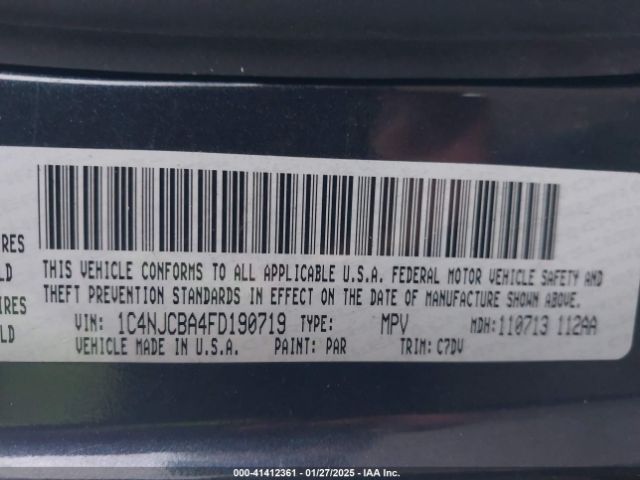 IRES
LD
IRES
LD
THIS VEHICLE CONFORMS TO ALL APPLICABLE U.S.A. FEDERAL MOTOR VEHICLE SAFETY AND
THEFT PREVENTION STANDARDS IN EFFECT ON THE DATE OF MANUFACTURE SHOWN ABOVE.
VIN: 1C4NJCBA4FD190719 TYPE: MPV MDH: 110713 112AA
VEHICLE MADE IN U.S.A. PAINT: PAR TRIM: C7DV
000-41412361 - /01/27/2025 - IAA Inc.